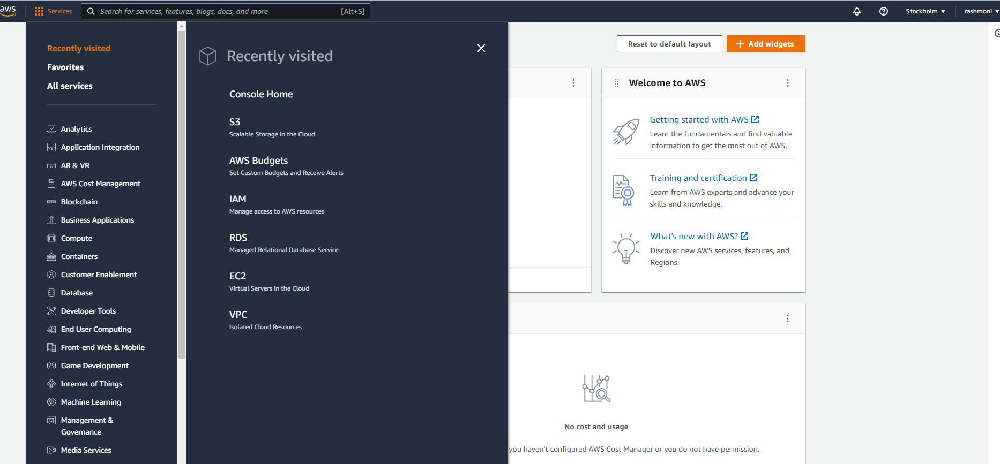 aws
Services
Search for services, features, blogs, docs, and more
[Alt+S]
Stockholm
rashmoni
Recently visited
Favorites
All services
Analytics
Application Integration
AR & VR
AWS Cost Management
Blockchain
Business Applications
Compute
Containers
Customer Enablement
Database
Developer Tools
End User Computing
Front-end Web & Mobile
Game Development
Internet of Things
Machine Learning
Management &
Governance
Media Services
Recently visited
Console Home
S3
Scalable Storage in the Cloud
AWS Budgets
Set Custom Budgets and Receive Alerts
IAM
Manage access to AWS resources
RDS
Managed Relational Database Service
EC2
Virtual Servers in the Cloud
VPC
Isolated Cloud Resources
Reset to default layout
Add widgets
Welcome to AWS
Getting started with AWS
Learn the fundamentals and find valuable
information to get the most out of AWS.
Training and certification
Learn from AWS experts and advance your
skills and knowledge.
What's new with AWS?
Discover new AWS services, features, and
Regions.
No cost and usage
you haven't configured AWS Cost Manager or you do not have permission.